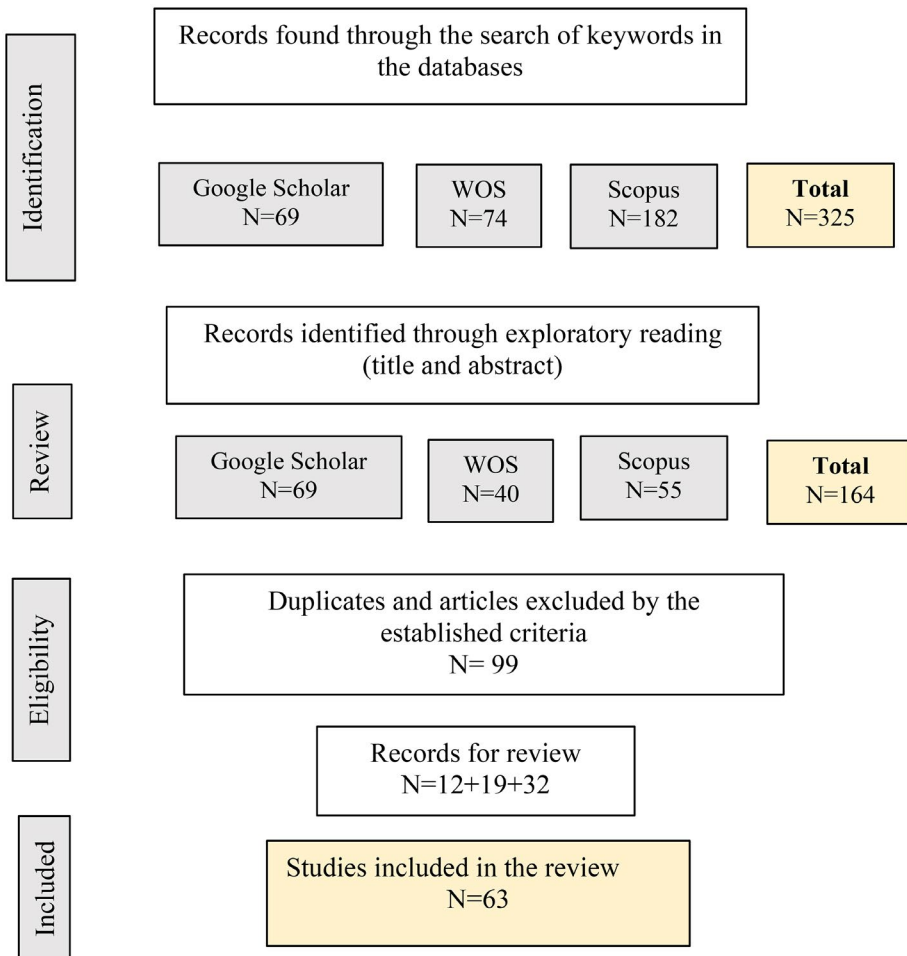 Identification
Records found through the search of keywords in
the databases
Google Scholar
N=69
WOS
N=74
Scopus
N=182
Total
N=325
Review
Records identified through exploratory reading
(title and abstract)
Google Scholar
N=69
WOS
N=40
Scopus
N=55
Total
N=164
Eligibility
Duplicates and articles excluded by the
established criteria
N= 99
Records for review
N=12+19+32
Included
Studies included in the review
N=63